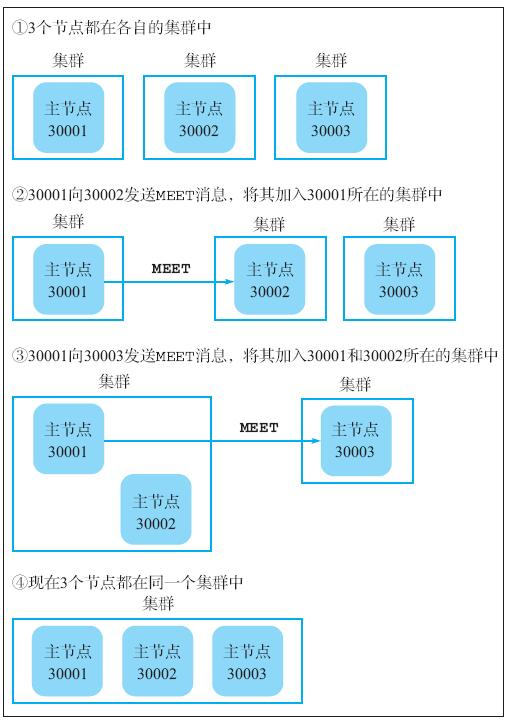 ①3个节点都在各自的集群中
集群 集群 集群
主节点 主节点 主节点
30001 30002 30003
②30001向30002发送MEET消息，将其加入30001所在的集群中
集群 集群 集群
主节点 MEET 主节点 主节点
30001 30002 30003
③30001向30003发送MEET消息，将其加入30001和30002所在的集群中
集群 集群
主节点 MEET 主节点
30001 30003
主节点
30002
④现在3个节点都在同一个集群中
集群
主节点 主节点 主节点
30001 30002 30003